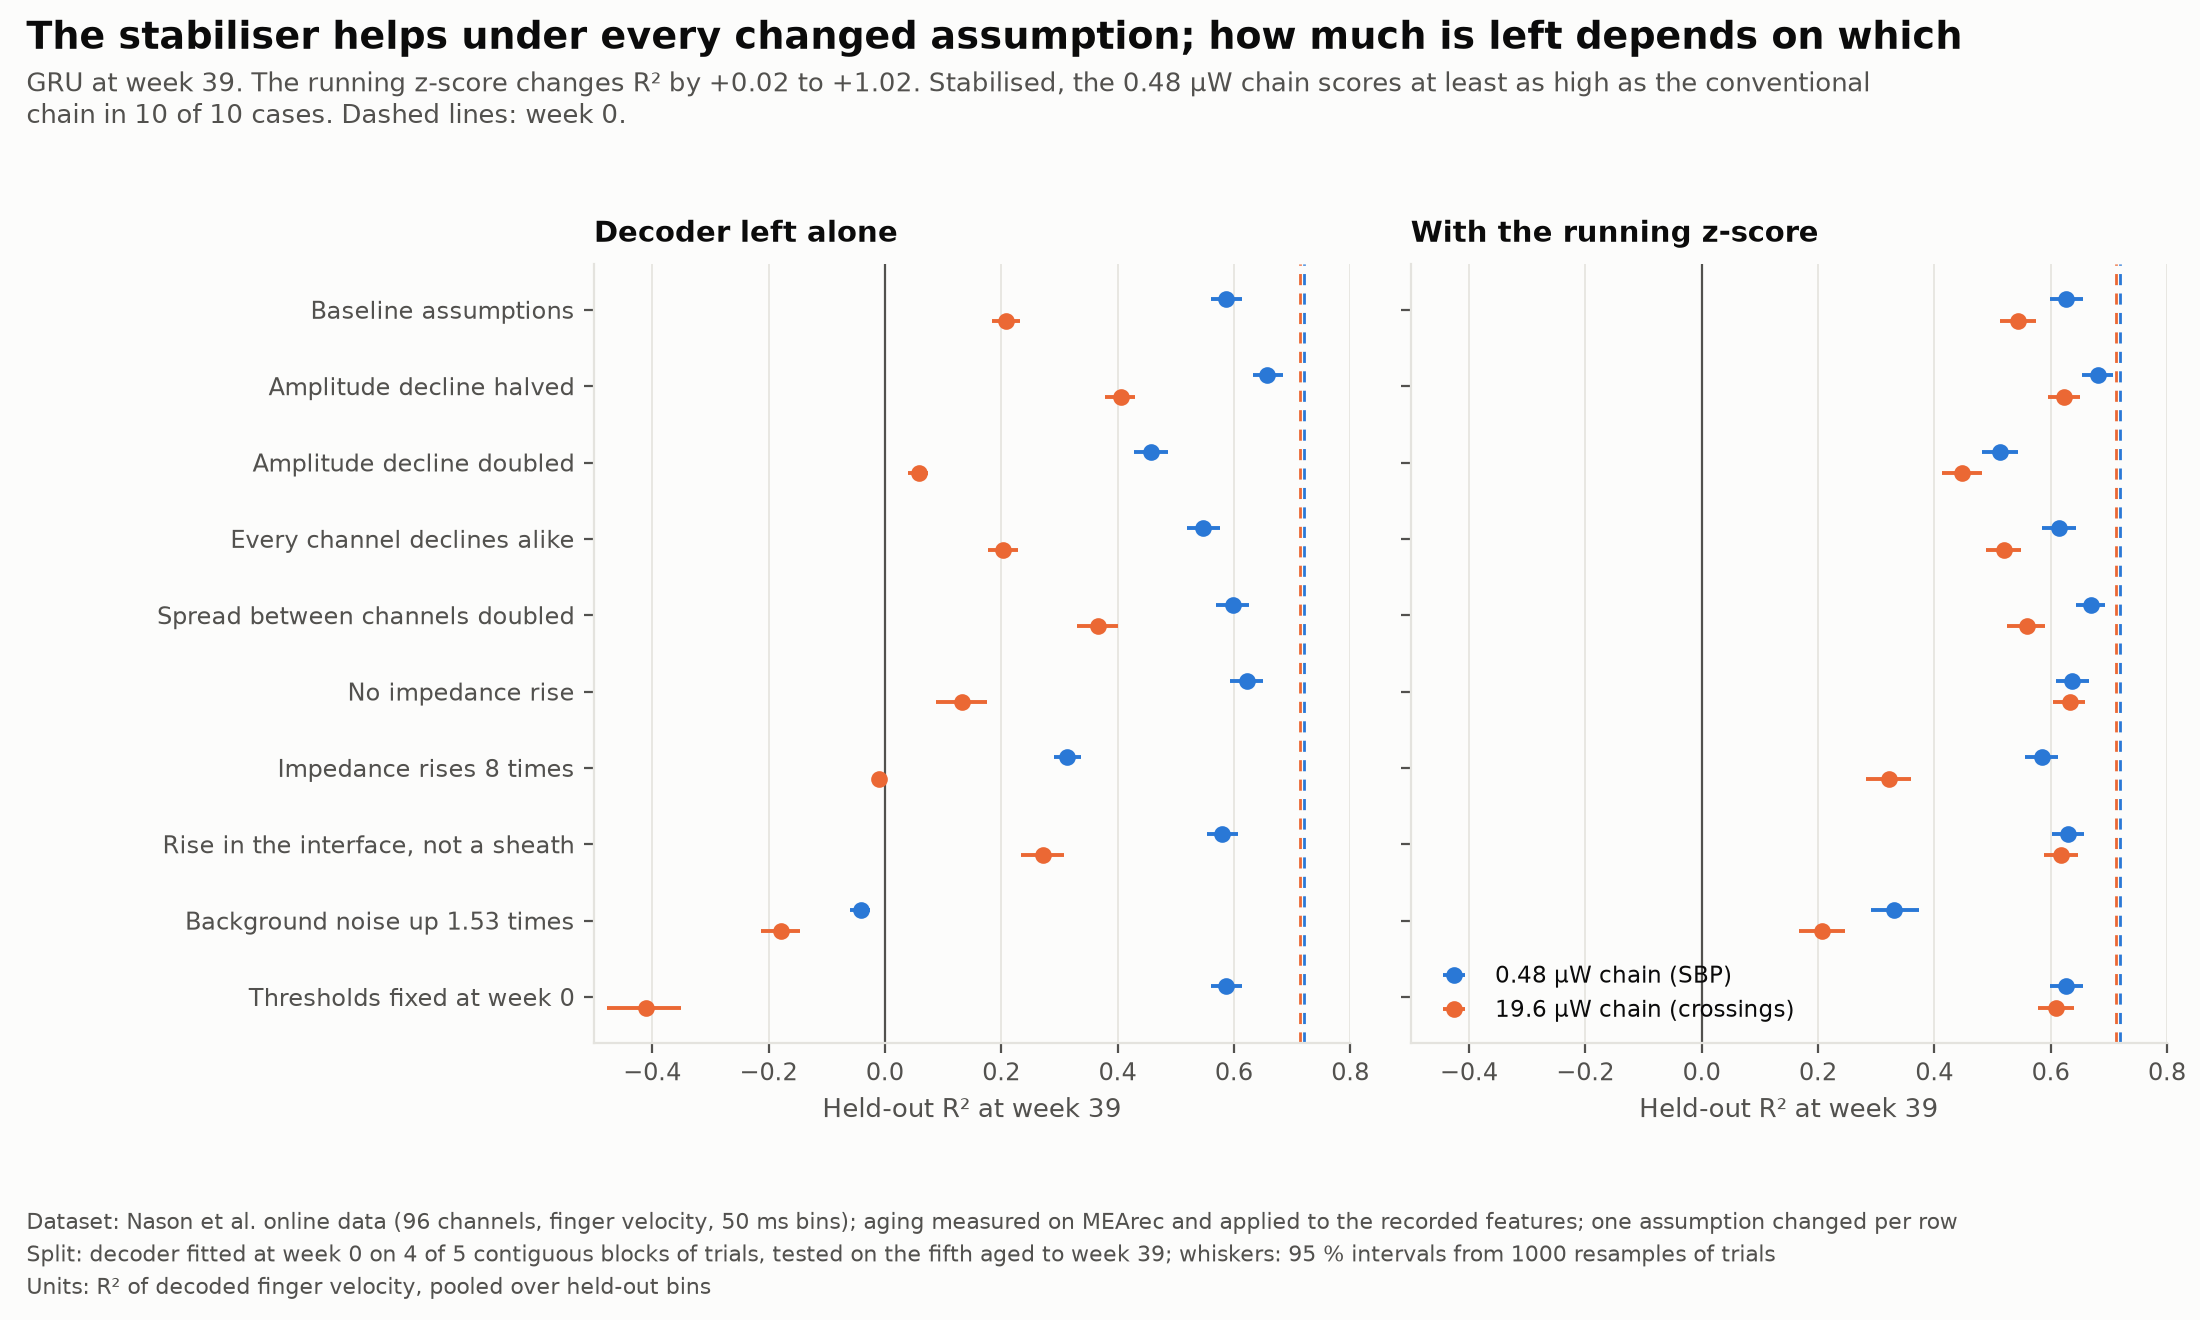 The stabiliser helps under every changed assumption; how much is left depends on which
GRU at week 39. The running z-score changes R² by +0.02 to +1.02. Stabilised, the 0.48 µW chain scores at least as high as the conventional
chain in 10 of 10 cases. Dashed lines: week 0.
Decoder left alone
With the running z-score
Baseline assumptions
Amplitude decline halved
Amplitude decline doubled
Every channel declines alike
Spread between channels doubled
No impedance rise
Impedance rises 8 times
Rise in the interface, not a sheath
Background noise up 1.53 times
Thresholds fixed at week 0
0.48 µW chain (SBP)
19.6 µW chain (crossings)
−0.4 −0.2 0.0 0.2 0.4 0.6 0.8
−0.4 −0.2 0.0 0.2 0.4 0.6 0.8
Held-out R² at week 39
Held-out R² at week 39
Dataset: Nason et al. online data (96 channels, finger velocity, 50 ms bins); aging measured on MEArec and applied to the recorded features; one assumption changed per row
Split: decoder fitted at week 0 on 4 of 5 contiguous blocks of trials, tested on the fifth aged to week 39; whiskers: 95 % intervals from 1000 resamples of trials
Units: R² of decoded finger velocity, pooled over held-out bins